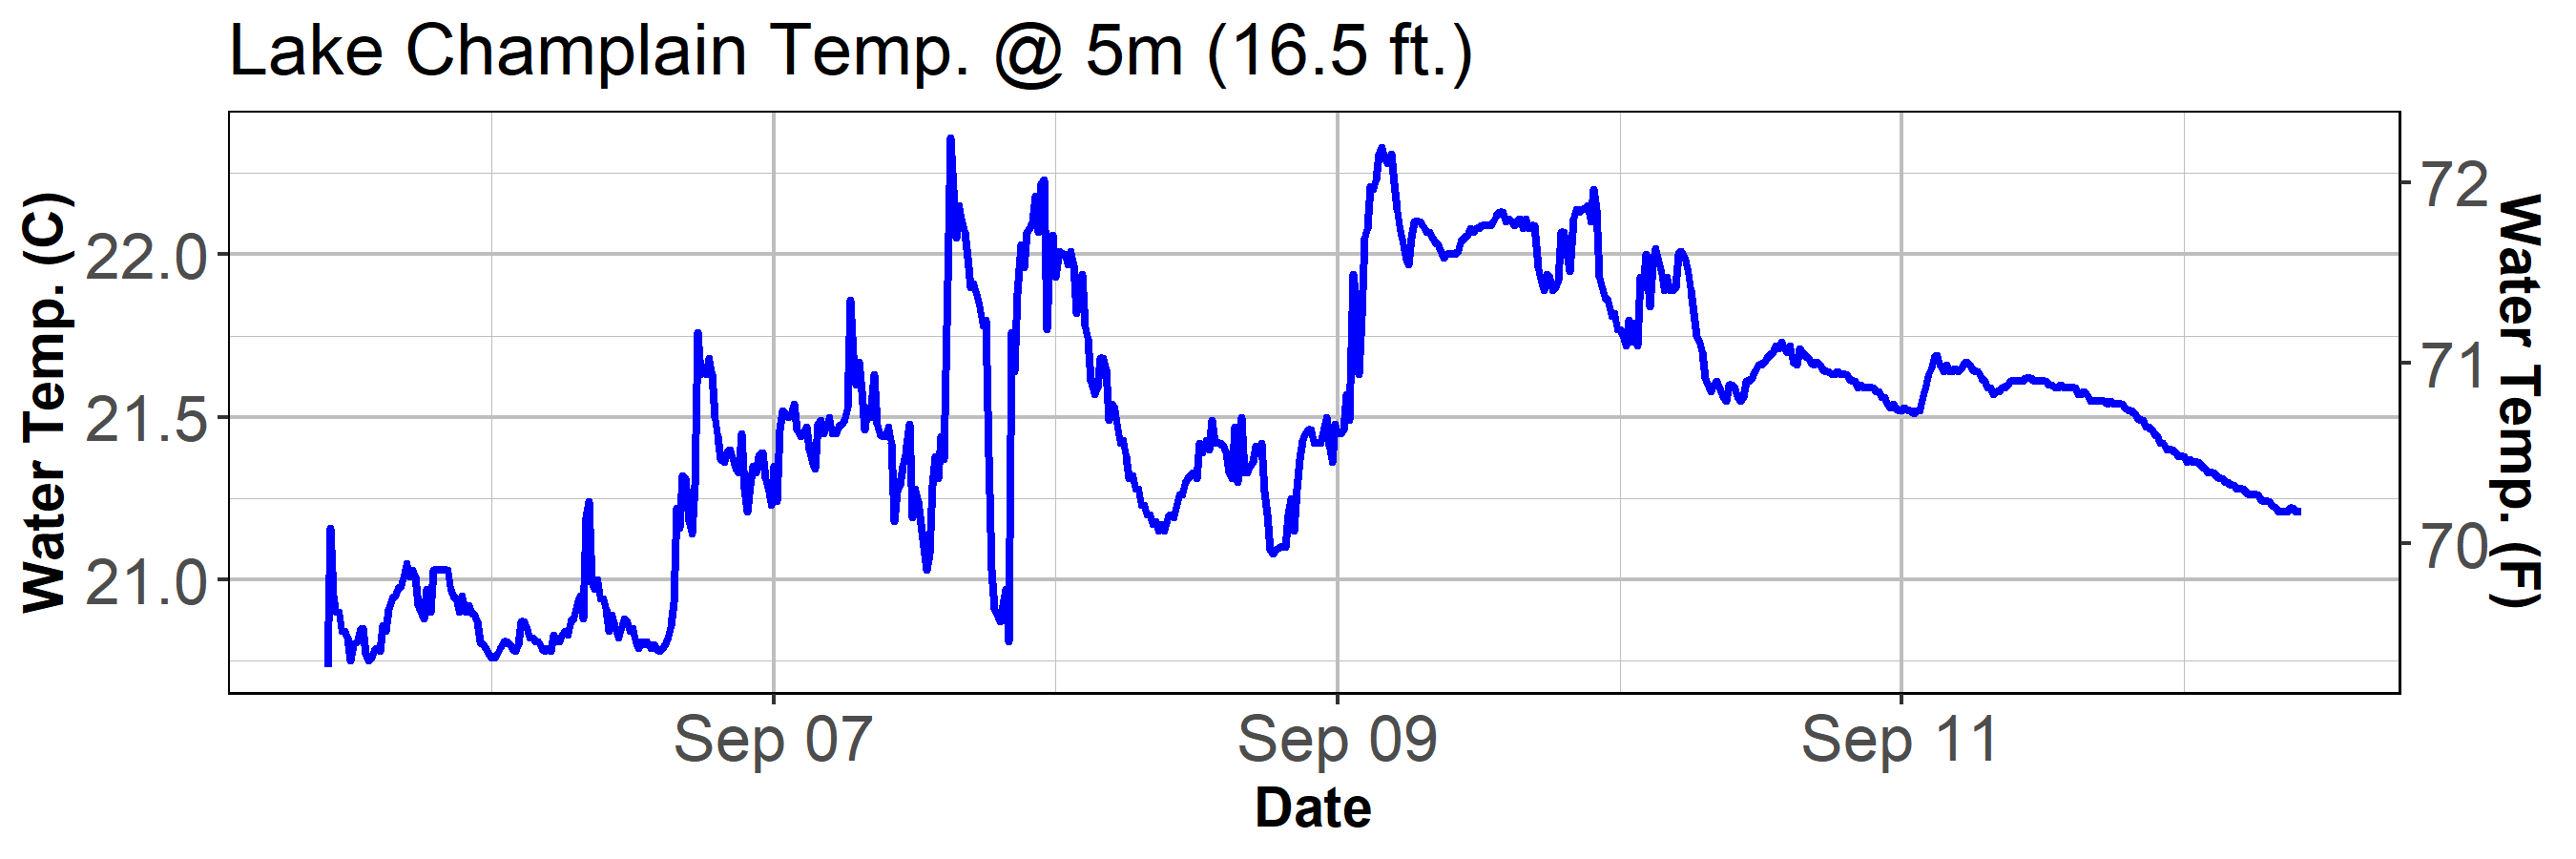 Lake Champlain Temp. @ 5m (16.5 ft.)
Water Temp. (C)
22.0
21.5
21.0
72
71
70
Water Temp. (F)
Sep 07
Sep 09
Sep 11
Date